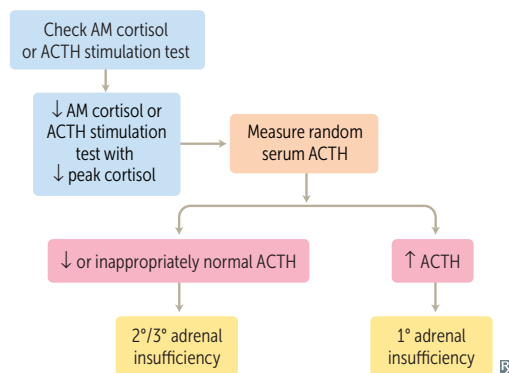 Check AM cortisol
or ACTH stimulation test
↓ AM cortisol or
ACTH stimulation
test with
↓ peak cortisol
Measure random
serum ACTH
↓ or inappropriately normal ACTH
↑ ACTH
2°/3° adrenal
insufficiency
1° adrenal
insufficiency